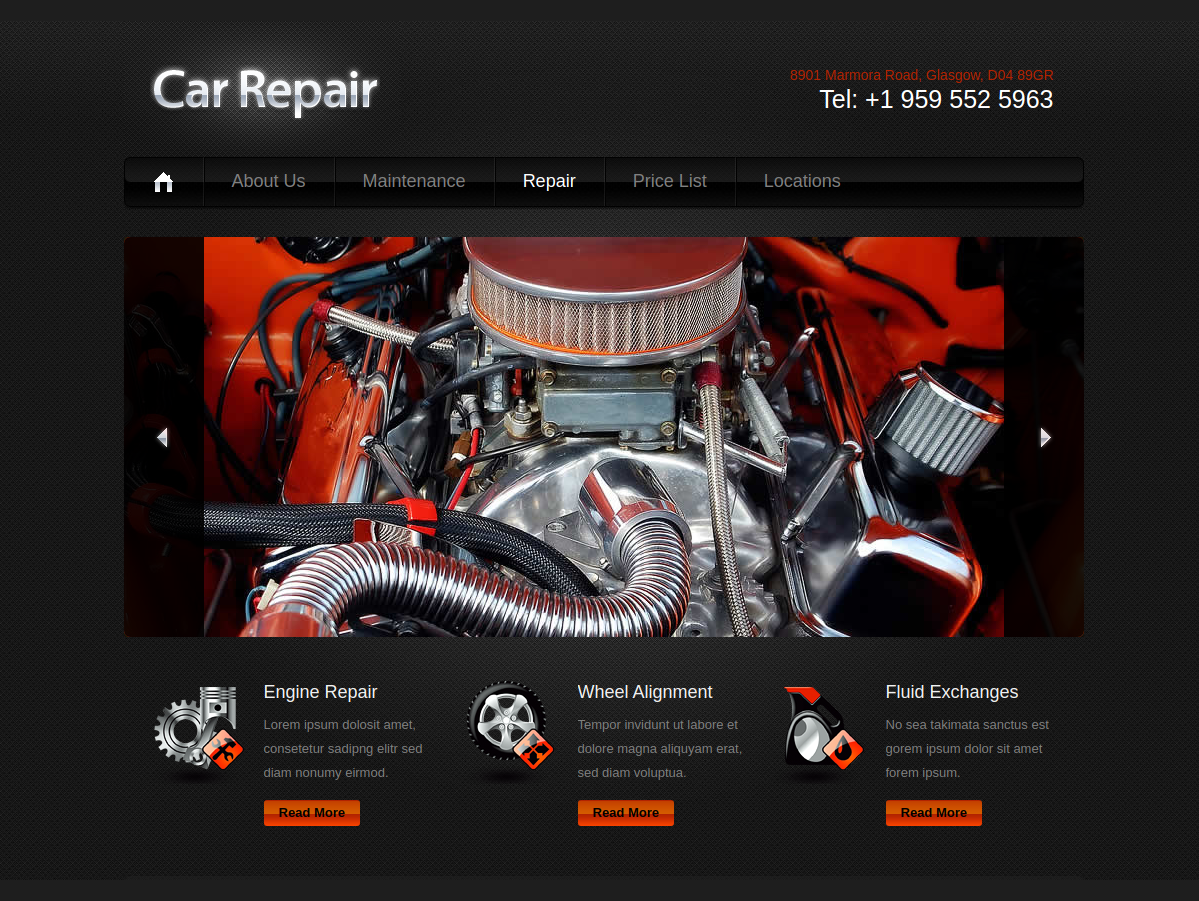 Car Repair
8901 Marmora Road, Glasgow, D04 89GR
Tel: +1 959 552 5963
About Us
Maintenance
Repair
Price List
Locations
Engine Repair
Lorem ipsum dolosit amet,
consetetur sadipng elitr sed
diam nonumy eirmod.
Read More
Wheel Alignment
Tempor invidunt ut labore et
dolore magna aliquyam erat,
sed diam voluptua.
Read More
Fluid Exchanges
No sea takimata sanctus est
gorem ipsum dolor sit amet
forem ipsum.
Read More